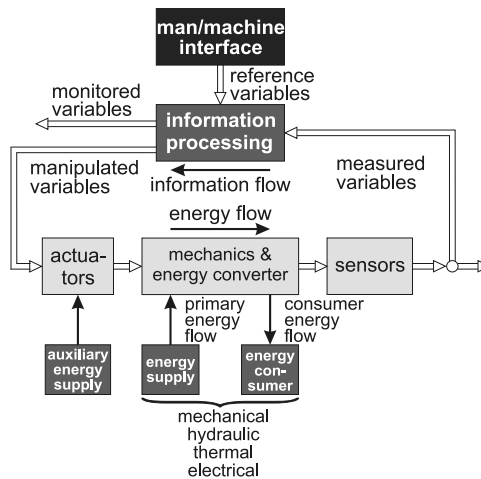 man/machine
interface
monitored
variables
reference
variables
information
processing
manipulated
variables
information flow
measured
variables
energy flow
actua-
tors
mechanics &
energy converter
sensors
primary
energy
flow
consumer
energy
flow
auxiliary
energy
supply
energy
supply
energy
con-
sumer
mechanical
hydraulic
thermal
electrical